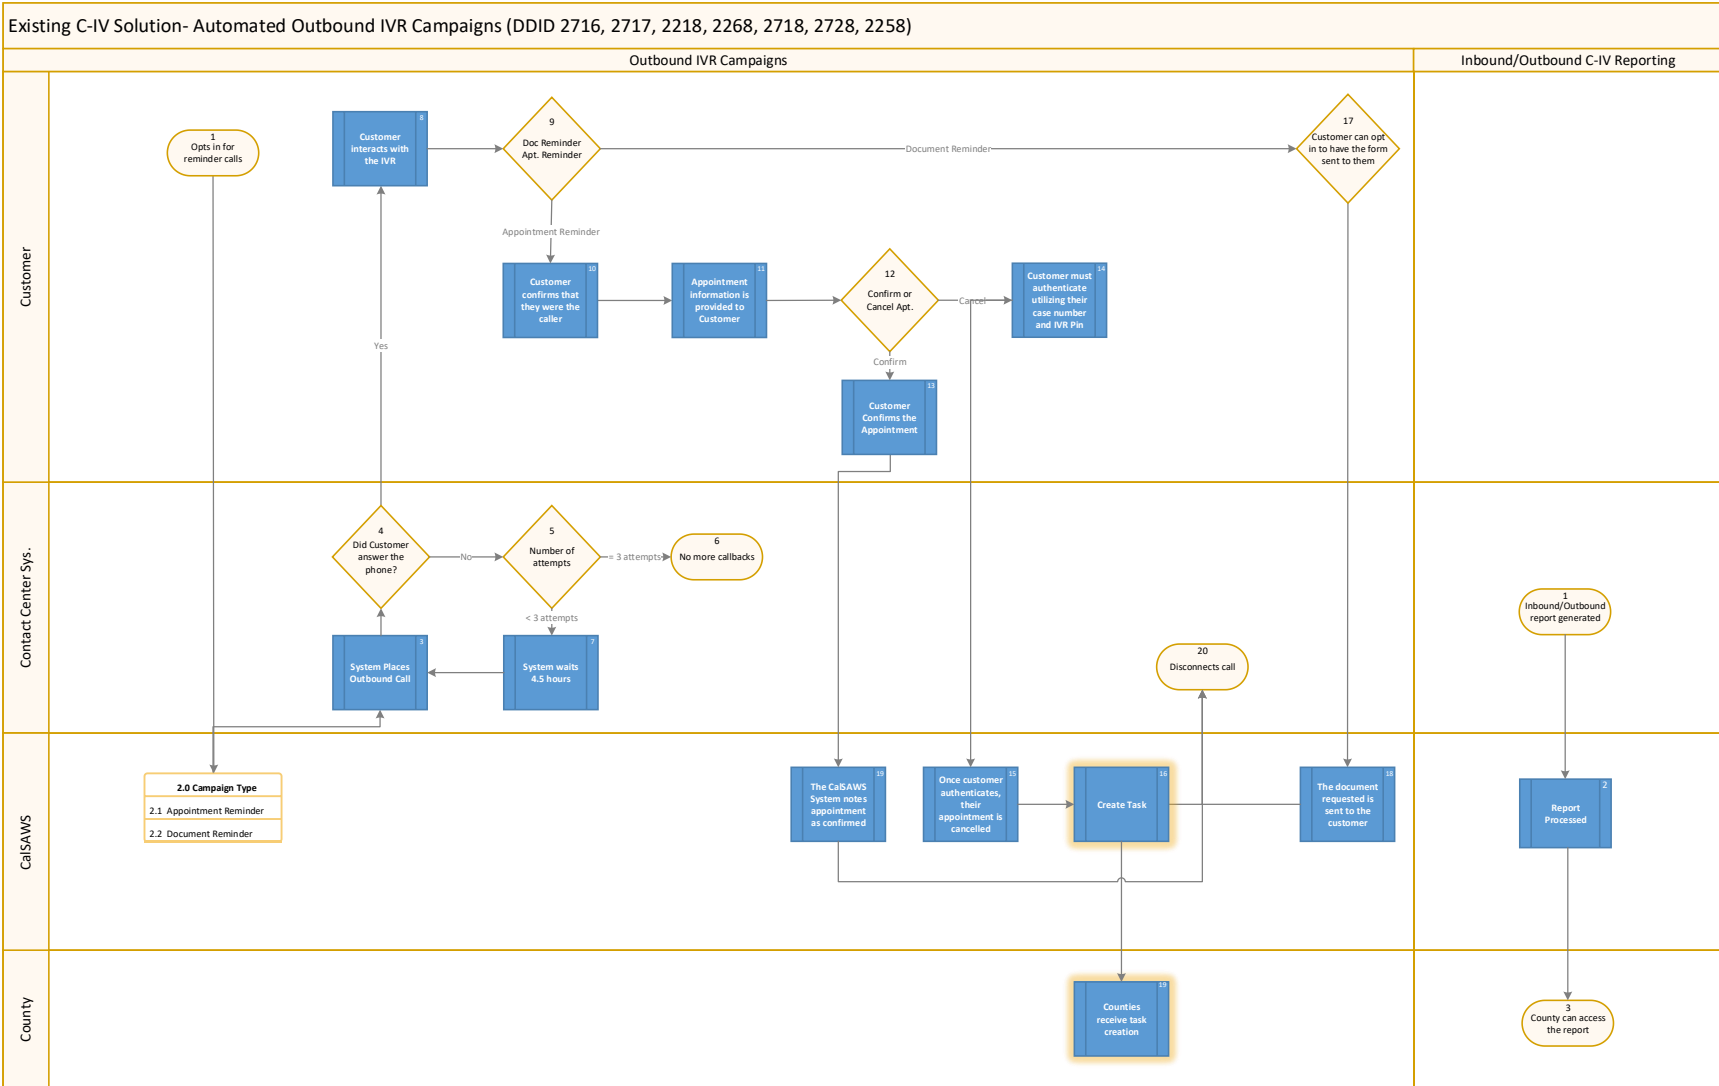 Existing C-IV Solution- Automated Outbound IVR Campaigns (DDID 2716, 2717, 2218, 2268, 2718, 2728, 2258)
Outbound IVR Campaigns
Inbound/Outbound C-IV Reporting
Customer
1
Opts in for
reminder calls
8
Customer
interacts with
the IVR
9
Doc Reminder
Apt. Reminder
Document Reminder
17
Customer can opt
in to have the form
sent to them
Appointment Reminder
10
Customer
confirms that
they were the
caller
11
Appointment
information is
provided to
Customer
12
Confirm or
Cancel Apt.
Cancel
14
Customer must
authenticate
utilizing their
case number
and IVR Pin
Yes
Confirm
13
Customer
Confirms the
Appointment
Contact Center Sys.
4
Did Customer
answer the
phone?
No
5
Number of
attempts
= 3 attempts
6
No more callbacks
< 3 attempts
3
System Places
Outbound Call
7
System waits
4.5 hours
20
Disconnects call
1
Inbound/Outbound
report generated
CalSAWS
2.0 Campaign Type
2.1 Appointment Reminder
2.2 Document Reminder
19
The CalSAWS
System notes
appointment
as confirmed
15
Once customer
authenticates,
their
appointment is
cancelled
16
Create Task
18
The document
requested is
sent to the
customer
2
Report
Processed
County
19
Counties
receive task
creation
3
County can access
the report